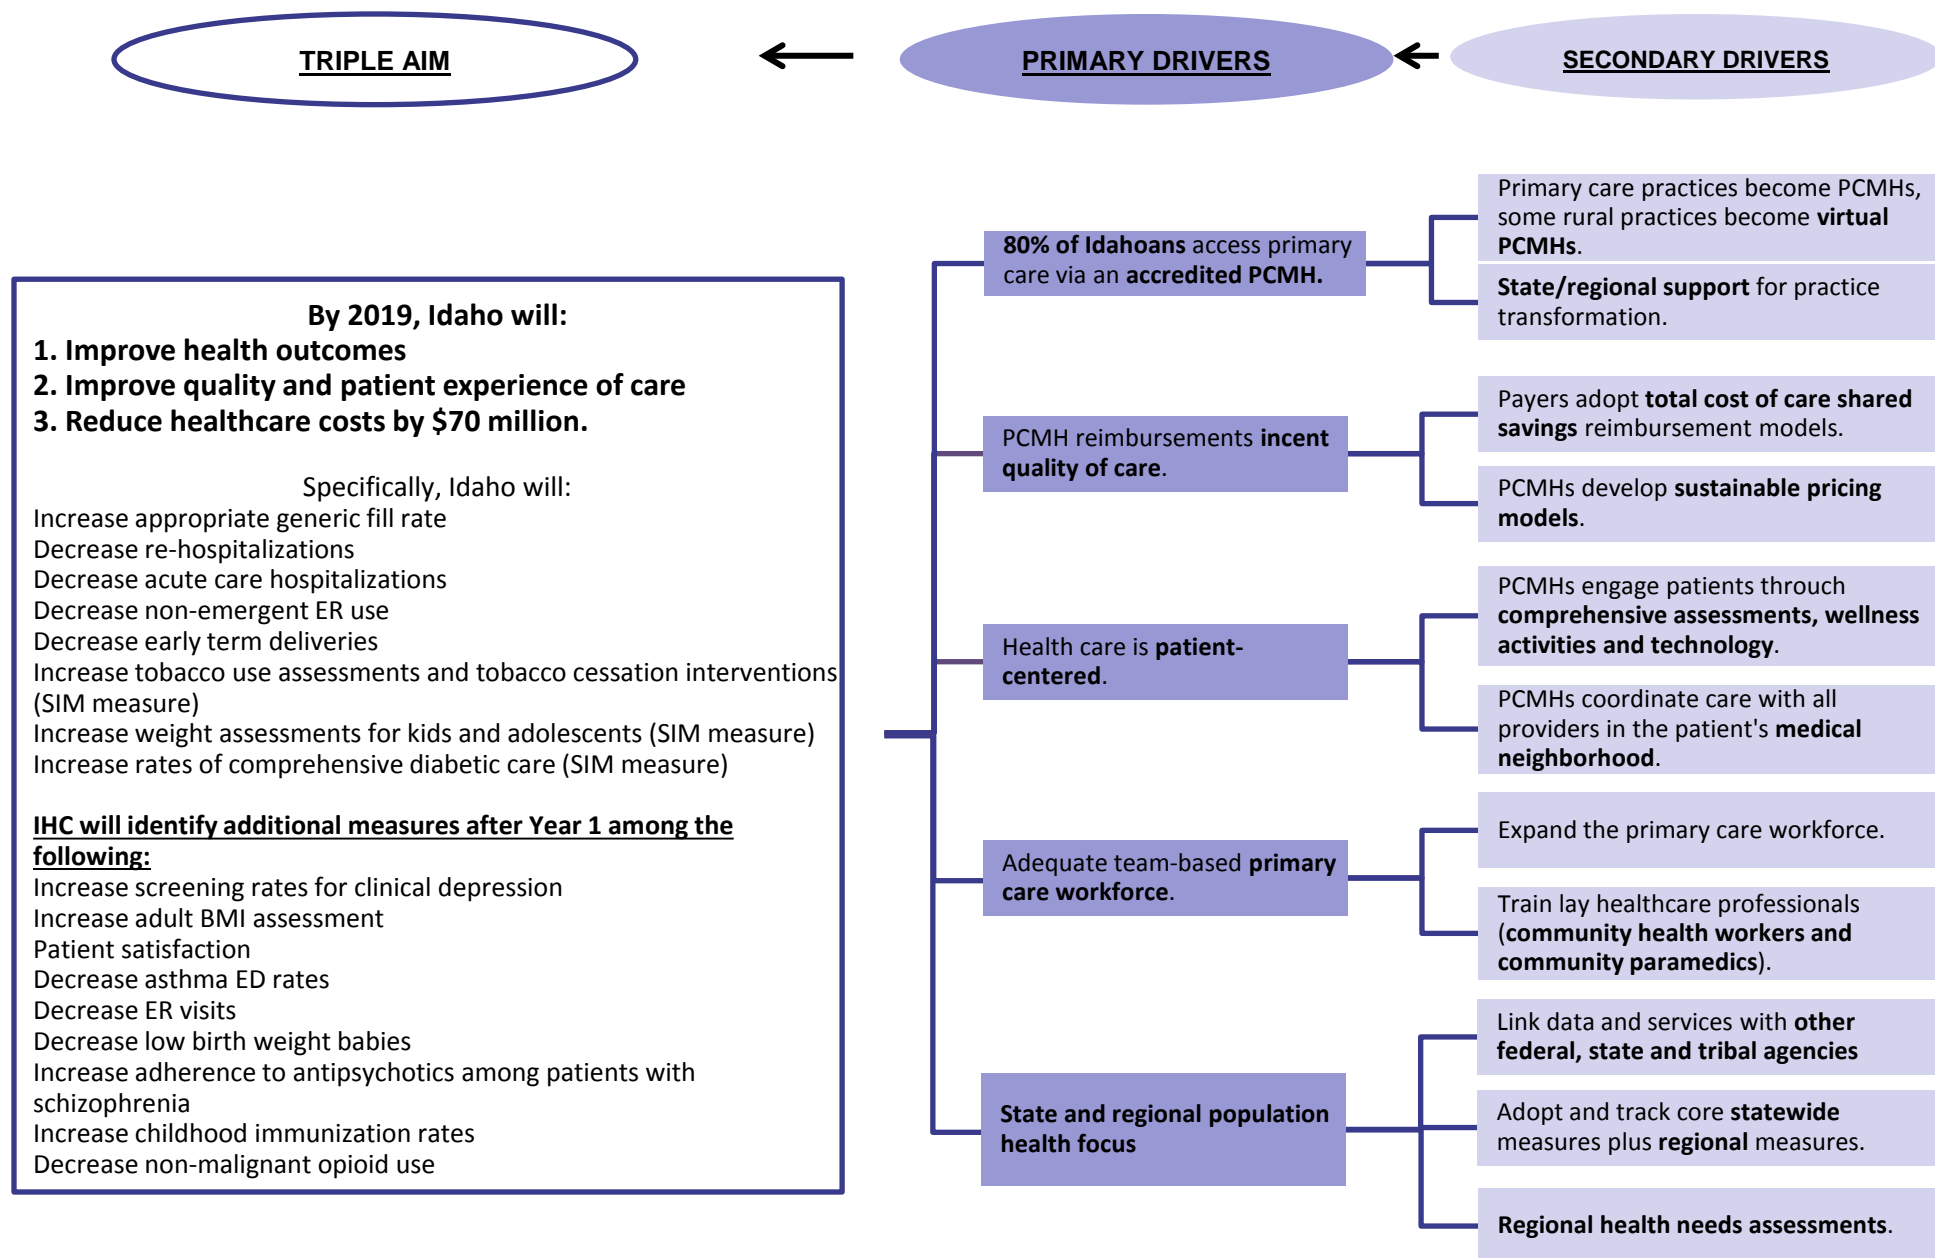 TRIPLE AIM
PRIMARY DRIVERS
SECONDARY DRIVERS
By 2019, Idaho will:
1. Improve health outcomes
2. Improve quality and patient experience of care
3. Reduce healthcare costs by $70 million.
Specifically, Idaho will:
Increase appropriate generic fill rate
Decrease re-hospitalizations
Decrease acute care hospitalizations
Decrease non-emergent ER use
Decrease early term deliveries
Increase tobacco use assessments and tobacco cessation interventions
(SIM measure)
Increase weight assessments for kids and adolescents (SIM measure)
Increase rates of comprehensive diabetic care (SIM measure)
IHC will identify additional measures after Year 1 among the
following:
Increase screening rates for clinical depression
Increase adult BMI assessment
Patient satisfaction
Decrease asthma ED rates
Decrease ER visits
Decrease low birth weight babies
Increase adherence to antipsychotics among patients with
schizophrenia
Increase childhood immunization rates
Decrease non-malignant opioid use
80% of Idahoans access primary
care via an accredited PCMH.
Primary care practices become PCMHs,
some rural practices become virtual
PCMHs.
State/regional support for practice
transformation.
PCMH reimbursements incent
quality of care.
Payers adopt total cost of care shared
savings reimbursement models.
PCMHs develop sustainable pricing
models.
Health care is patient-
centered.
PCMHs engage patients through
comprehensive assessments, wellness
activities and technology.
PCMHs coordinate care with all
providers in the patient's medical
neighborhood.
Adequate team-based primary
care workforce.
Expand the primary care workforce.
Train lay healthcare professionals
(community health workers and
community paramedics).
State and regional population
health focus
Link data and services with other
federal, state and tribal agencies
Adopt and track core statewide
measures plus regional measures.
Regional health needs assessments.